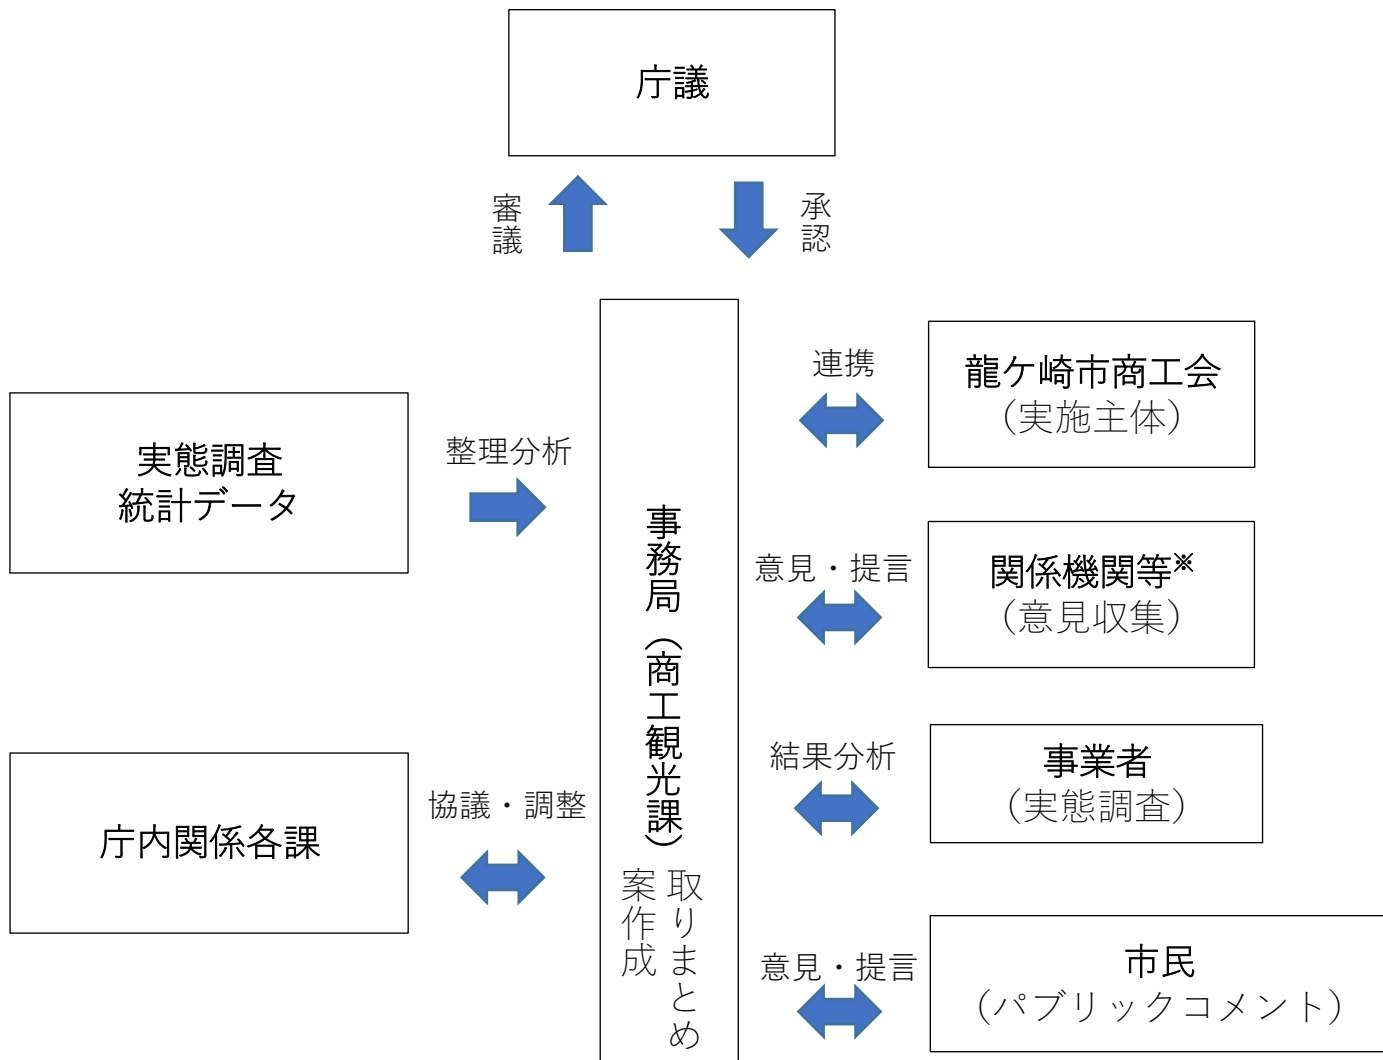 庁議
審議
承認
連携
龍ケ崎市商工会
（実施主体）
実態調査
統計データ
整理分析
意見・提言
関係機関等※
（意見収集）
事務局（商工観光課）
取りまとめ
案作成
結果分析
事業者
（実態調査）
庁内関係各課
協議・調整
意見・提言
市民
（パブリックコメント）